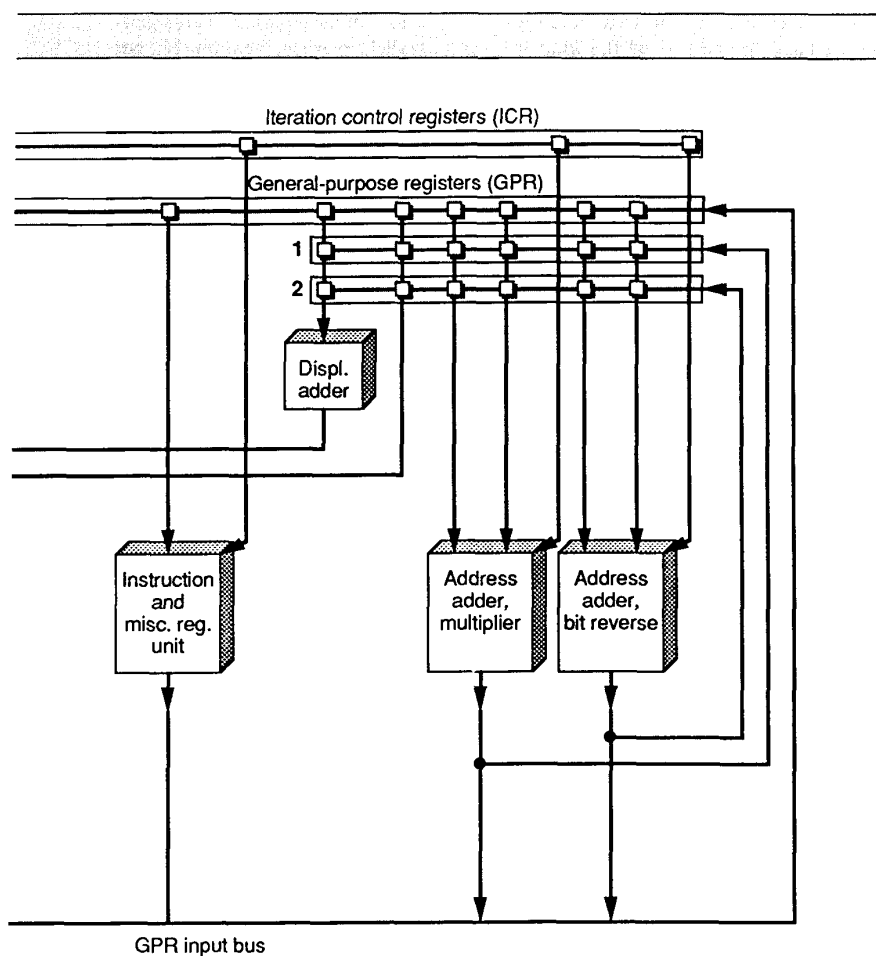 Iteration control registers (ICR)
General-purpose registers (GPR)
1
2
Displ.
adder
Instruction
and
misc. reg.
unit
Address
adder,
multiplier
Address
adder,
bit reverse
GPR input bus